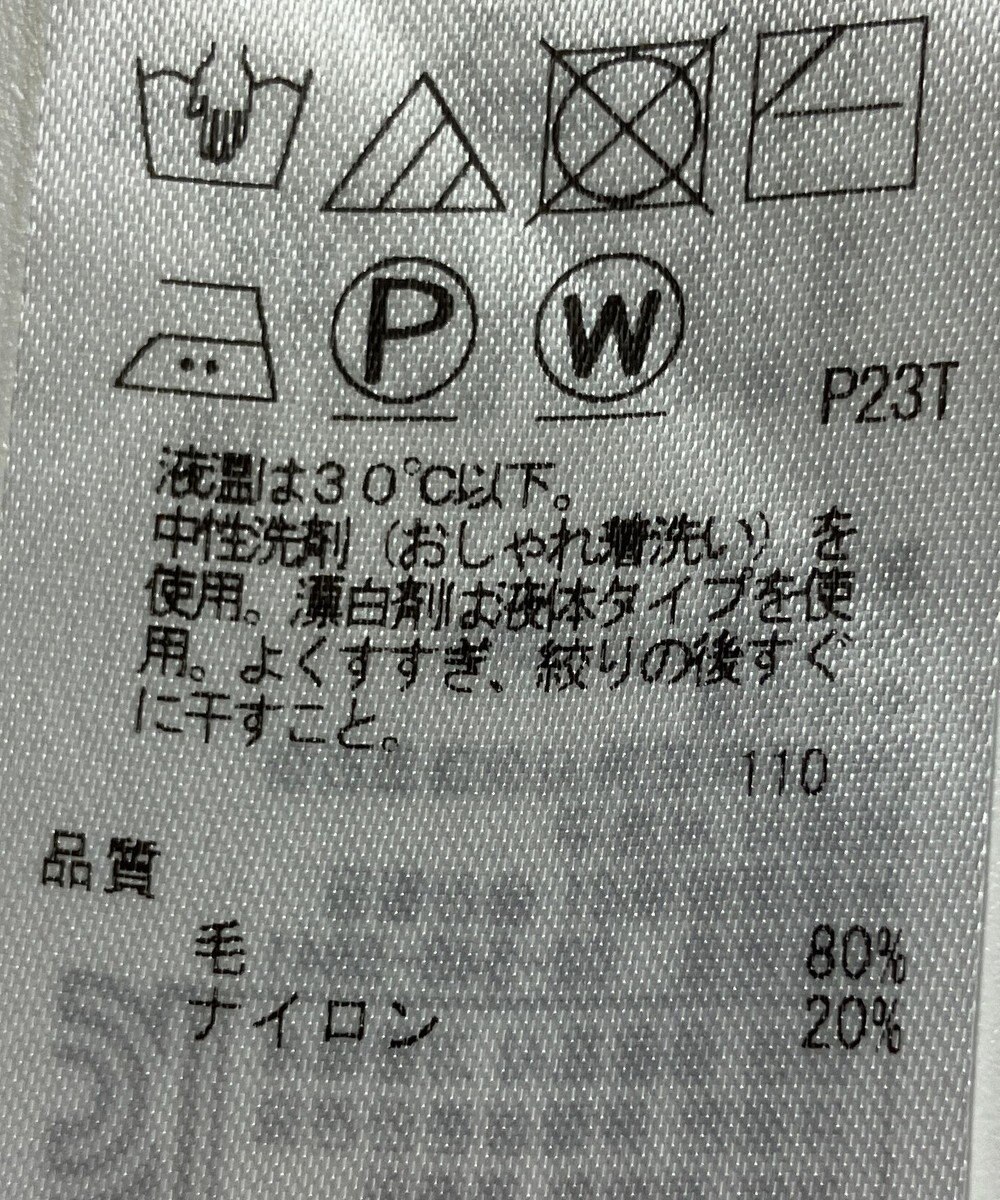 P
W
P23T
液温は30℃以下。
中性洗剤(おしゃれ着洗い)を
使用。漂白剤は液体タイプを使
用。よくすすぎ、絞りの後すぐ
に干すこと。
110
品質
毛 80%
ナイロン 20%